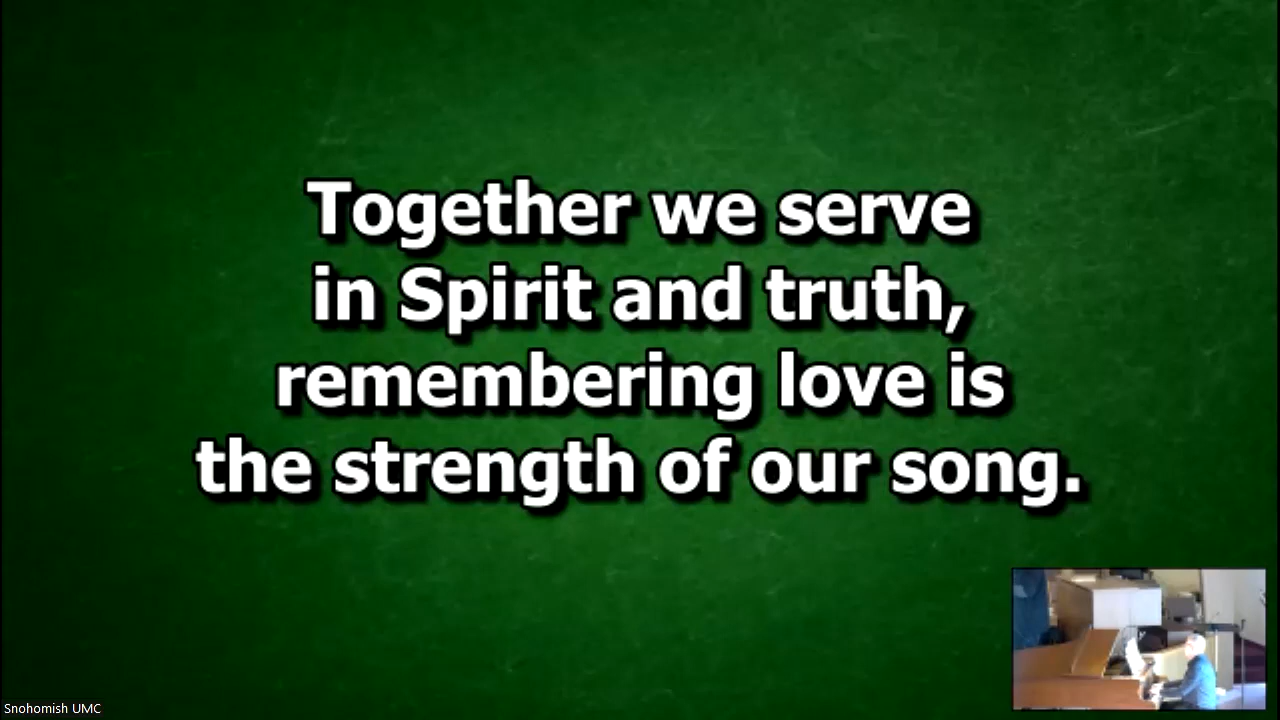 Together we serve
in Spirit and truth,
remembering love is
the strength of our song.
Snohomish UMC